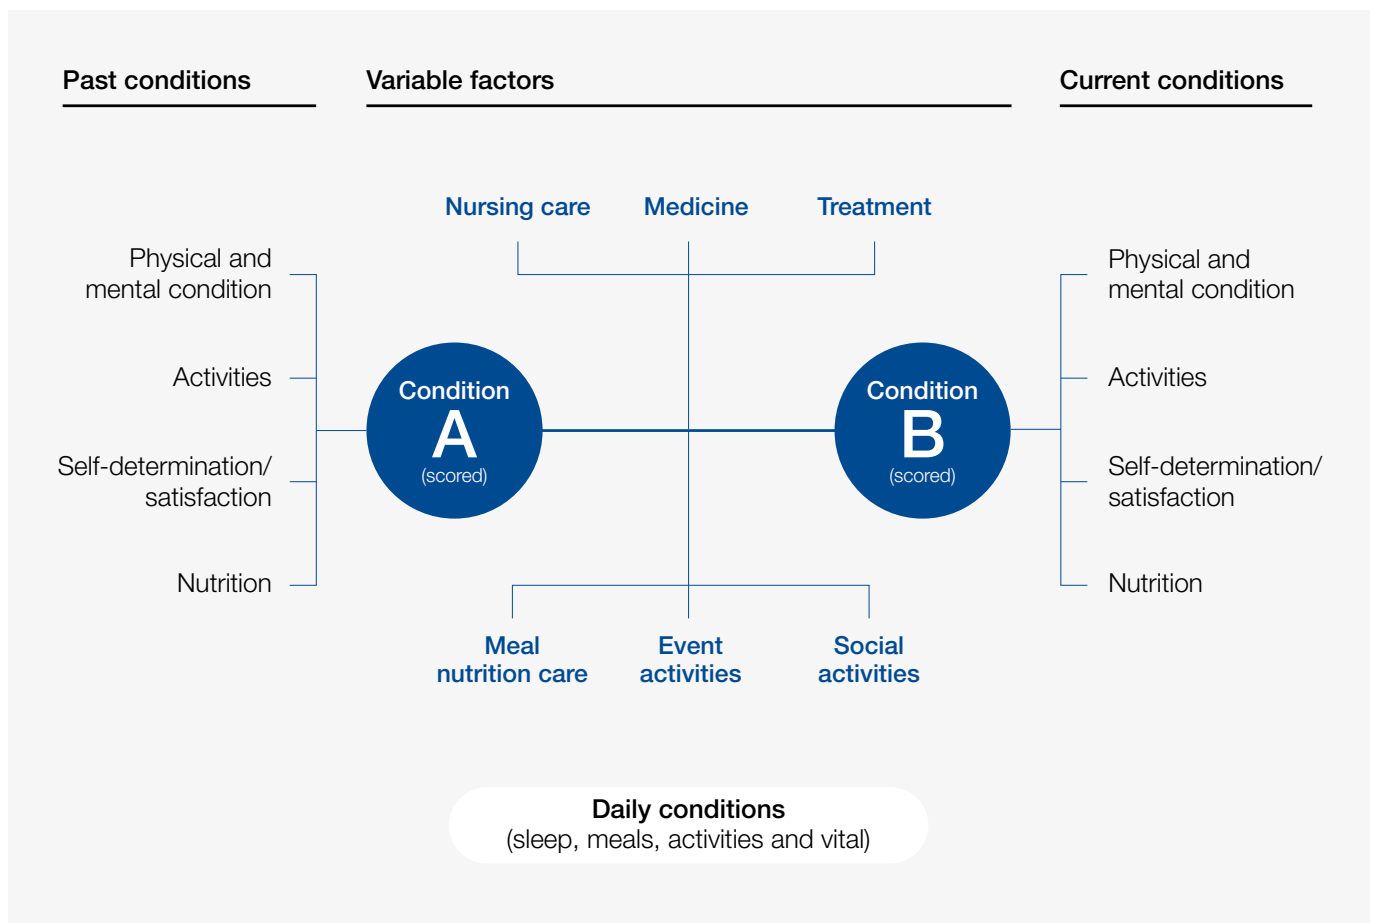 Past conditions
Variable factors
Current conditions
Nursing care
Medicine
Treatment
Physical and
mental condition
Activities
Self-determination/
satisfaction
Nutrition
Condition
A
(scored)
Condition
B
(scored)
Physical and
mental condition
Activities
Self-determination/
satisfaction
Nutrition
Meal
nutrition care
Event
activities
Social
activities
Daily conditions
(sleep, meals, activities and vital)